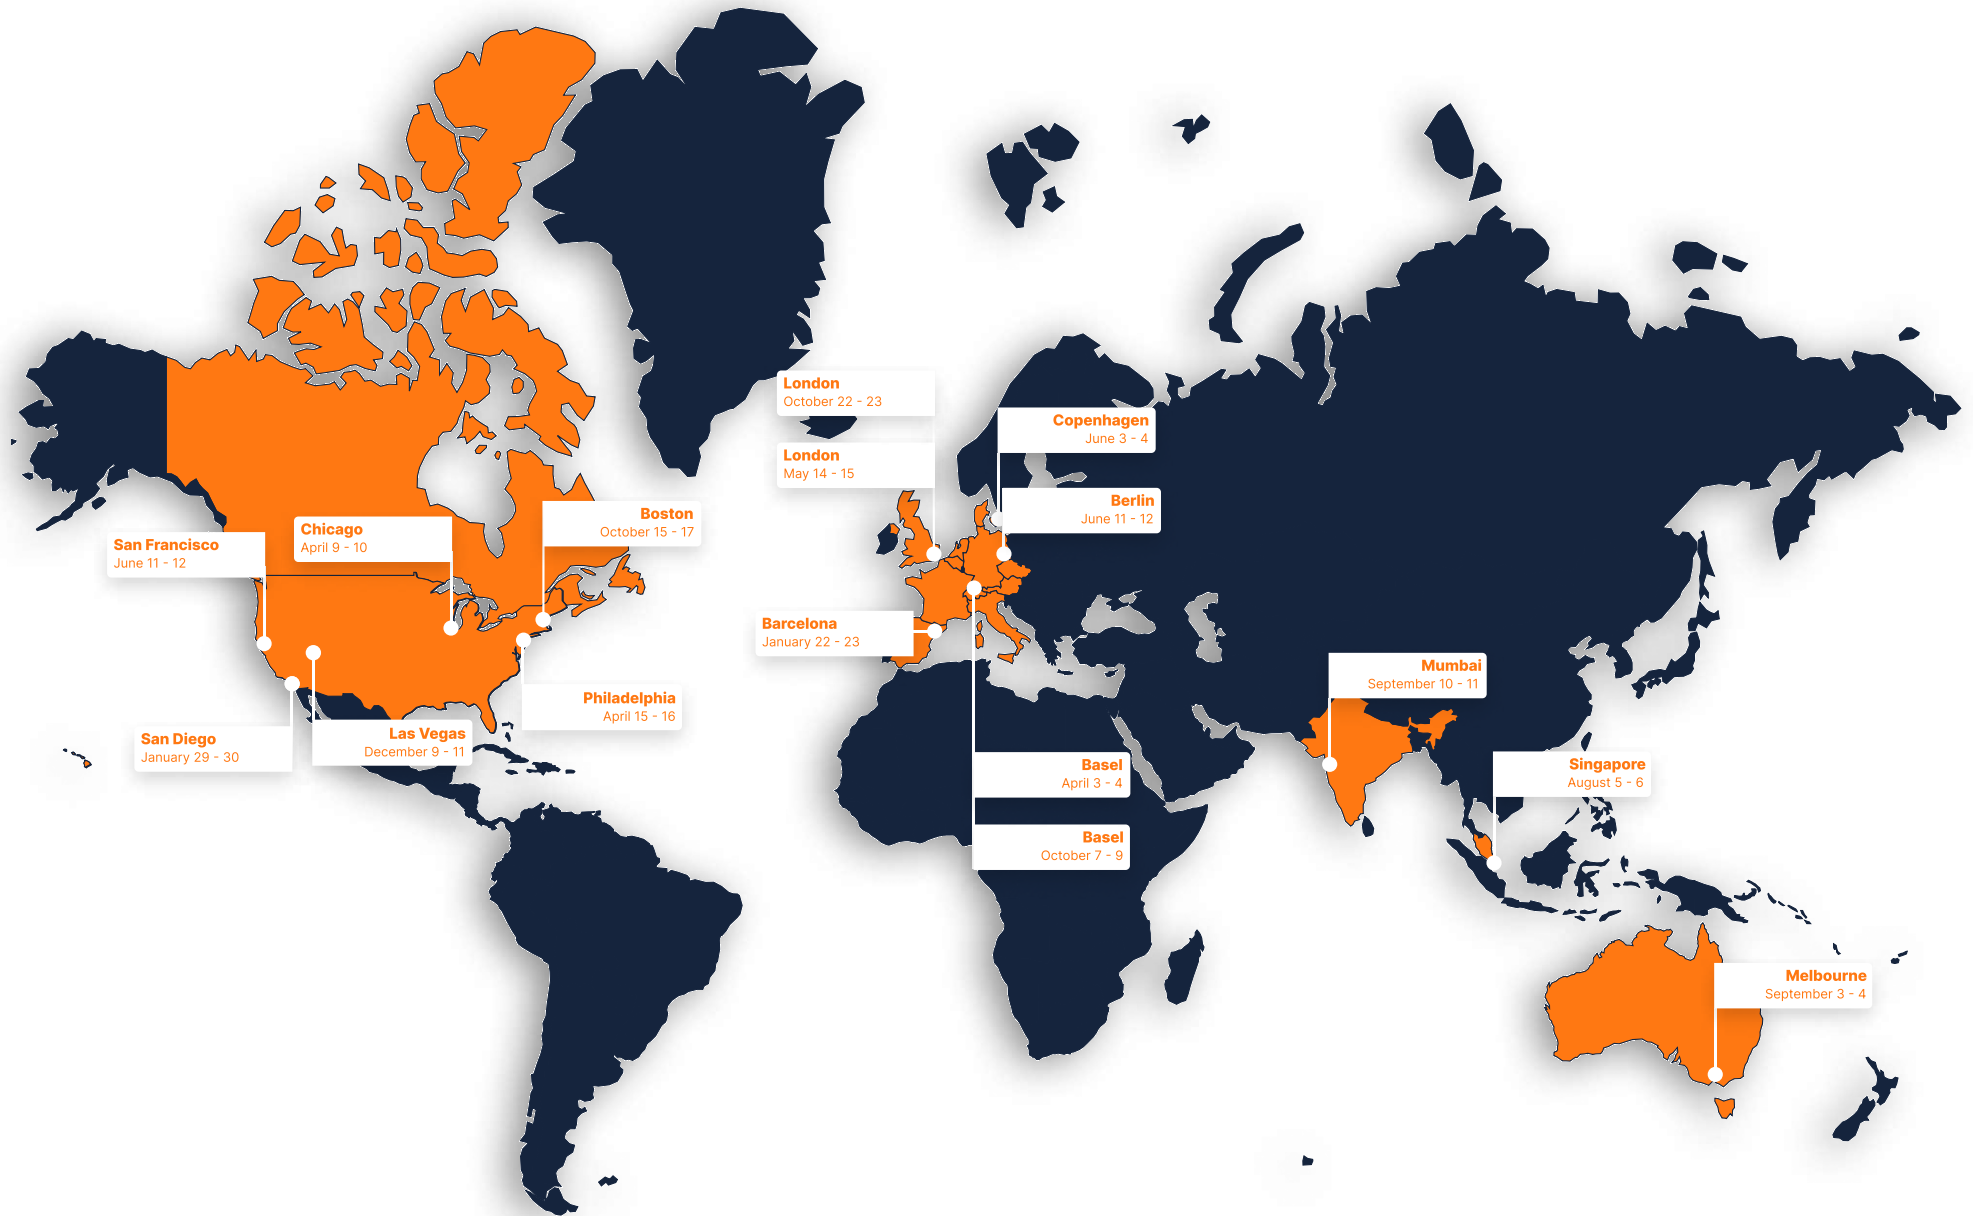 London
October 22 - 23
Copenhagen
June 3 - 4
London
May 14 - 15
Berlin
June 11 - 12
Boston
October 15 - 17
Chicago
April 9 - 10
San Francisco
June 11 - 12
Barcelona
January 22 - 23
Mumbai
September 10 - 11
Philadelphia
April 15 - 16
San Diego
January 29 - 30
Las Vegas
December 9 - 11
Basel
April 3 - 4
Singapore
August 5 - 6
Basel
October 7 - 9
Melbourne
September 3 - 4